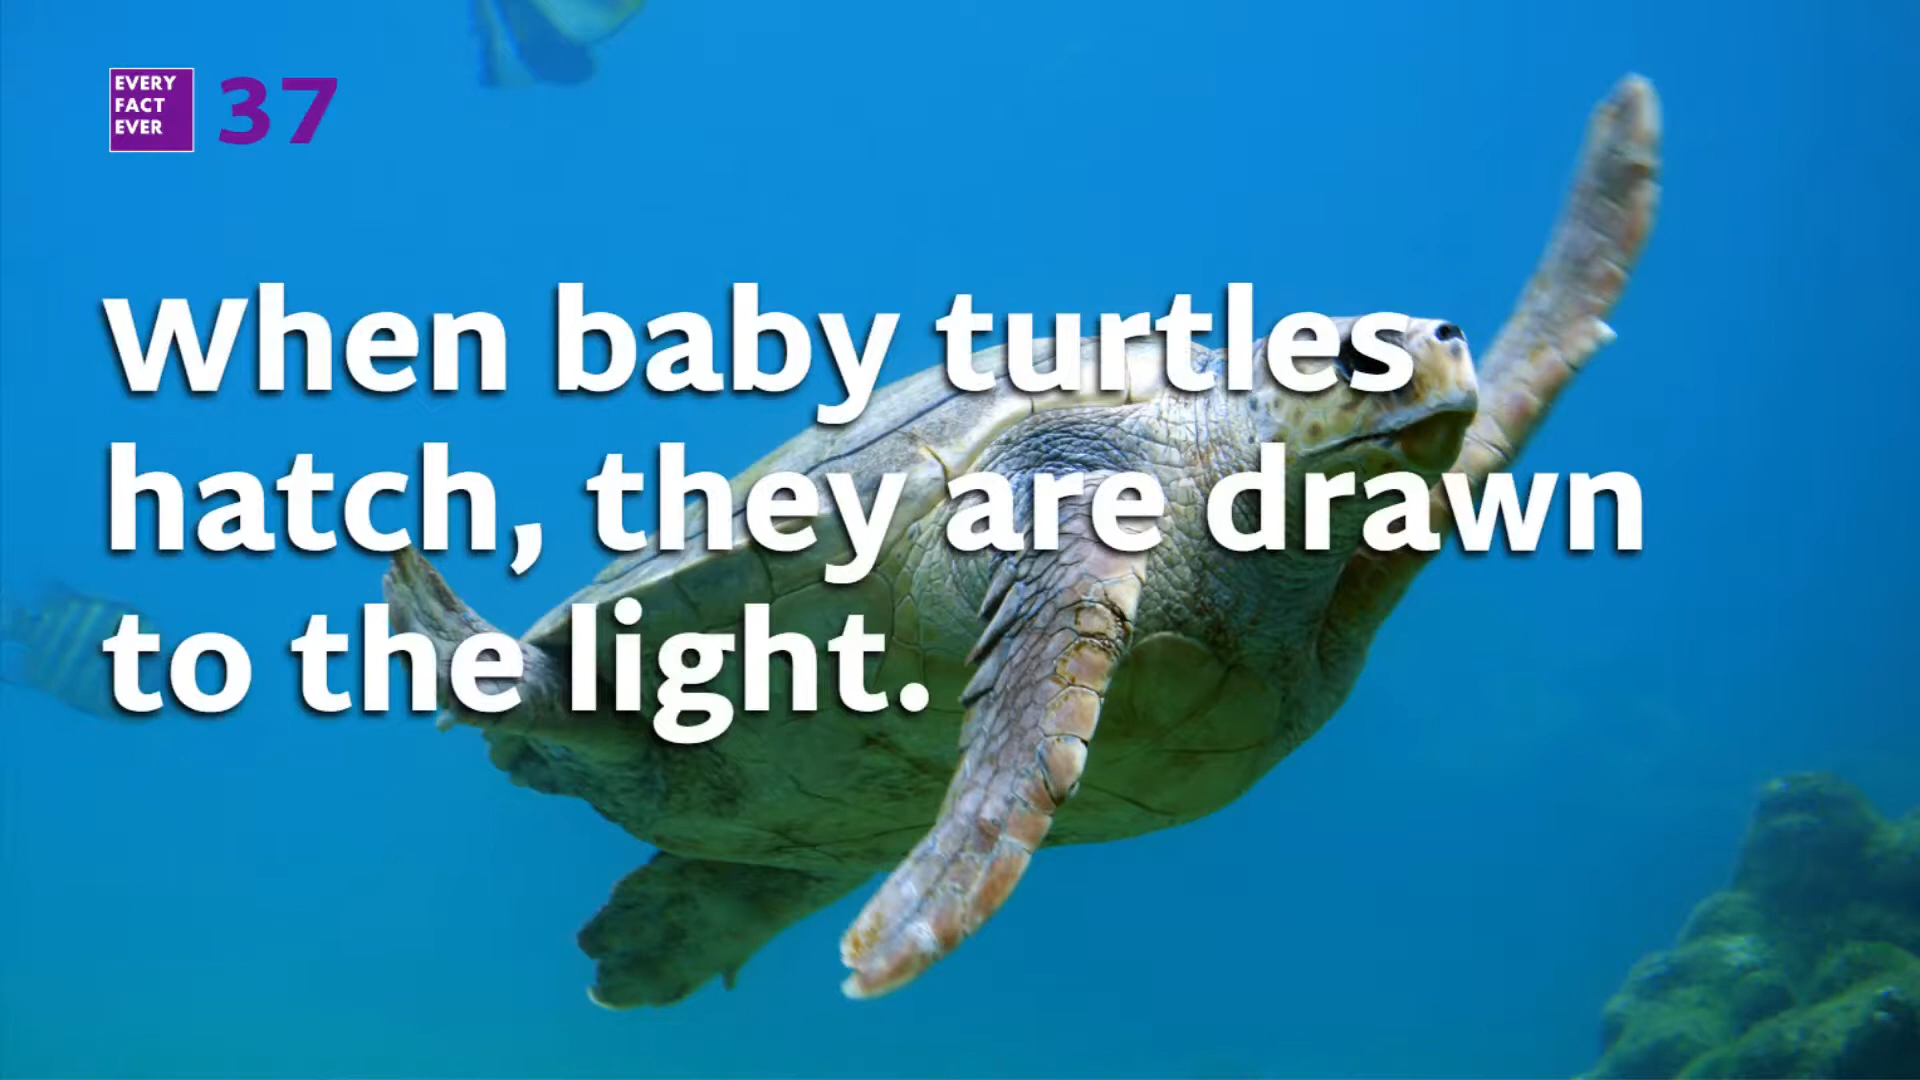 EVERY
FACT
EVER
37
When baby turtles
hatch, they are drawn
to the light.